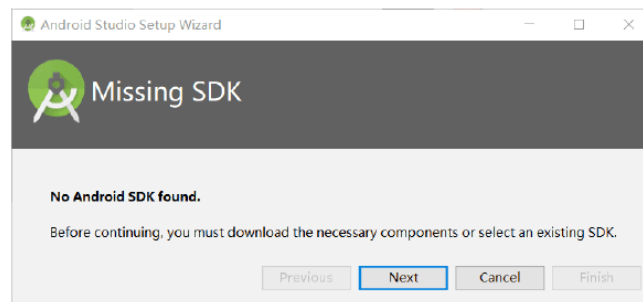 Android Studio Setup Wizard
Missing SDK
No Android SDK found.
Before continuing, you must download the necessary components or select an existing SDK.
Previous Next Cancel Finish